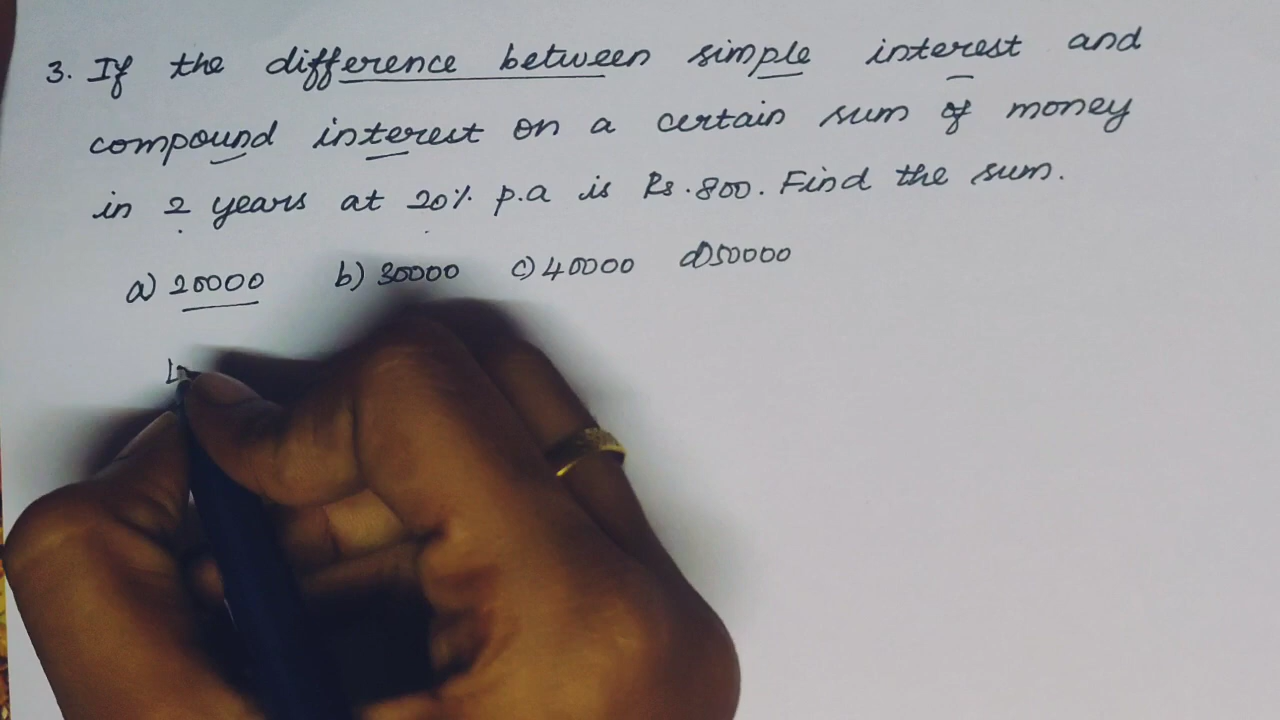 3. If the difference between simple interest and
compound interest on a certain sum of money
in 2 years at 20% p.a is Rs.800. Find the sum.
a) 20000 b) 30000 c) 40000 d) 50000